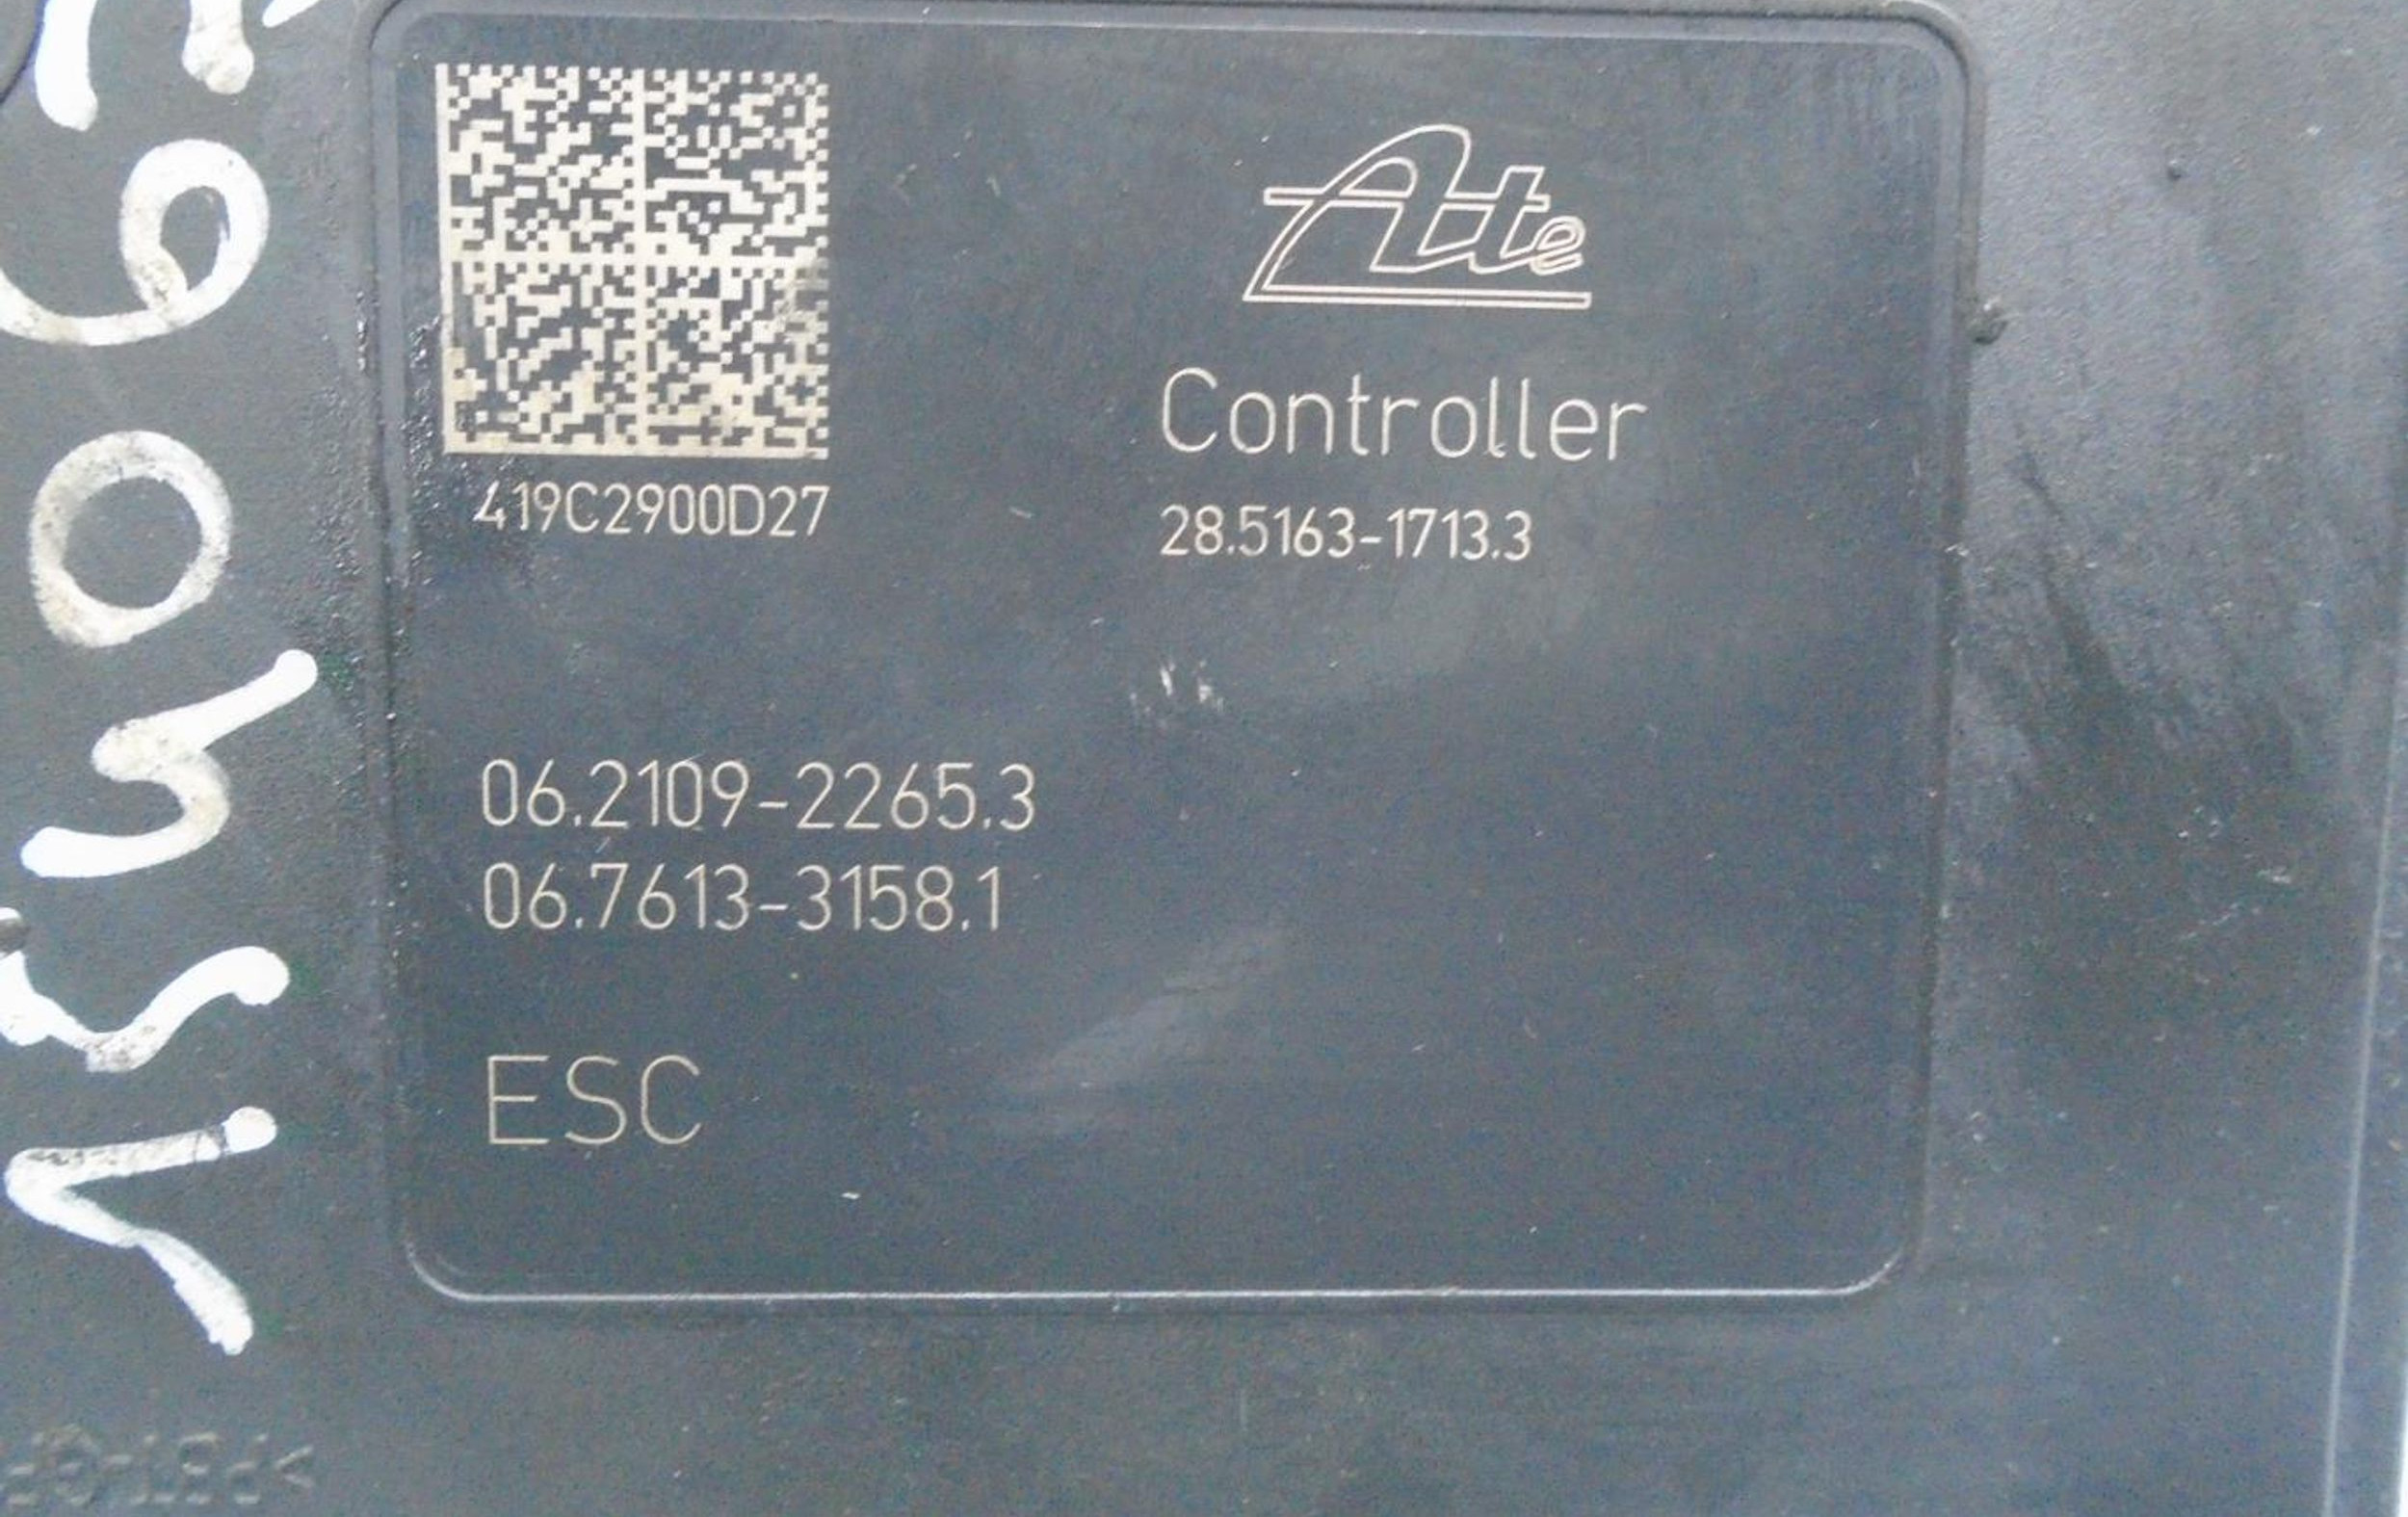 Ate
Controller
419C2900D27
28.5163-1713.3
06.2109-2265.3
06.7613-3158.1
ESC